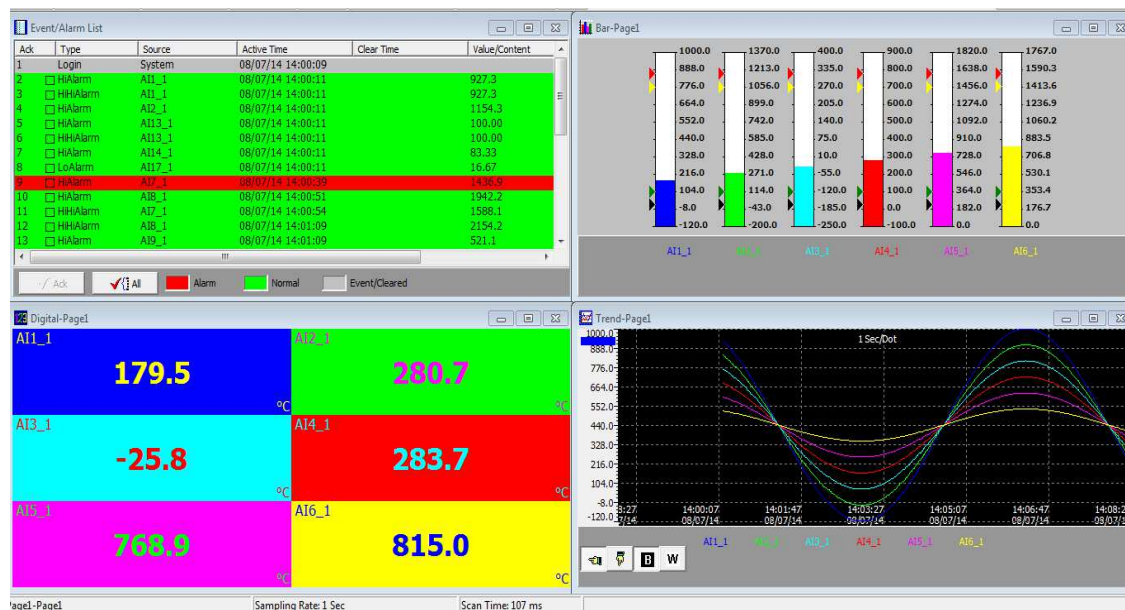 Event/Alarm List
Ack Type Source Active Time Clear Time Value/Content
1 Login System 08/07/14 14:00:09
2 HiAlarm AI1_1 08/07/14 14:00:11 927.3
3 HiHiAlarm AI1_1 08/07/14 14:00:11 927.3
4 HiAlarm AI2_1 08/07/14 14:00:11 1154.3
5 HiAlarm AI13_1 08/07/14 14:00:11 100.00
6 HiHiAlarm AI13_1 08/07/14 14:00:11 100.00
7 HiAlarm AI14_1 08/07/14 14:00:11 83.33
8 LoAlarm AI17_1 08/07/14 14:00:11 16.67
9 HiAlarm AI7_1 08/07/14 14:00:39 1436.9
10 HiAlarm AI8_1 08/07/14 14:00:51 1942.2
11 HiAlarm AI7_1 08/07/14 14:00:54 1588.1
12 HiHiAlarm AI8_1 08/07/14 14:01:09 2154.2
13 HiAlarm AI9_1 08/07/14 14:01:09 521.1
Ack All Alarm Normal Event/Cleared
Bar-Page1
1000.0 1370.0 400.0 900.0 1820.0 1767.0
888.0 1213.0 335.0 800.0 1638.0 1590.3
776.0 1056.0 270.0 700.0 1456.0 1413.6
664.0 899.0 205.0 600.0 1274.0 1236.9
552.0 742.0 140.0 500.0 1092.0 1060.2
440.0 585.0 75.0 400.0 910.0 883.5
328.0 428.0 10.0 300.0 728.0 706.8
216.0 271.0 -55.0 200.0 546.0 530.1
104.0 114.0 -120.0 100.0 364.0 353.4
-8.0 -43.0 -185.0 0.0 182.0 176.7
-120.0 -200.0 -250.0 -100.0 0.0 0.0
AI1_1 AI2_1 AI3_1 AI4_1 AI5_1 AI6_1
Digital-Page1
AI1_1
179.5
°C
AI2_1
280.7
°C
AI3_1
-25.8
°C
AI4_1
283.7
°C
AI5_1
768.9
°C
AI6_1
815.0
°C
Trend-Page1
1 Sec/Dot
1000.0
888.0
776.0
664.0
552.0
440.0
328.0
216.0
104.0
-8.0
-120.0
3:27 14:00:07 14:01:47 14:03:27 14:05:07 14:06:47 14:08:2
7/14 08/07/14 08/07/14 08/07/14 08/07/14 08/07/14 08/07/14
AI1_1 AI2_1 AI3_1 AI4_1 AI5_1 AI6_1
B W
Page1-Page1 Sampling Rate: 1 Sec Scan Time: 107 ms